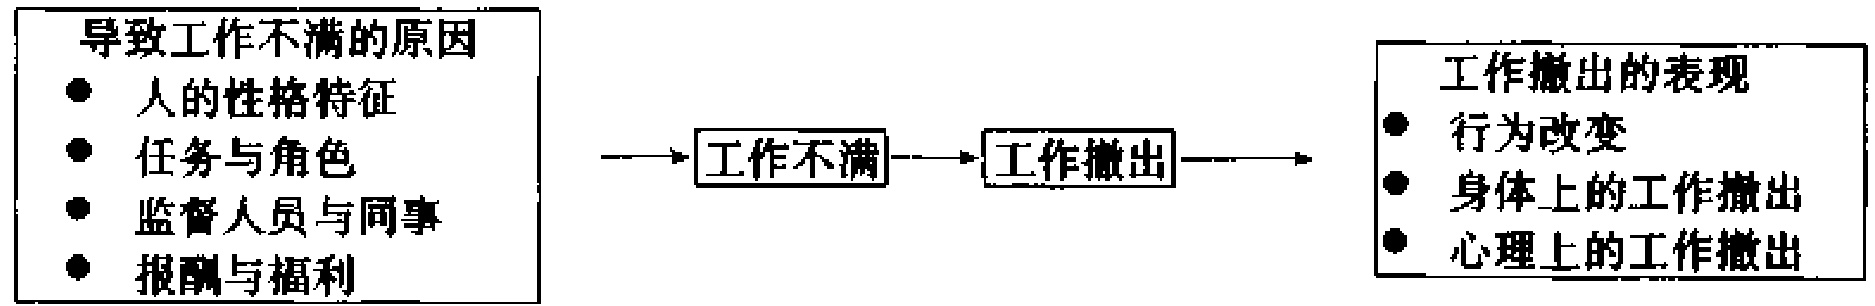 导致工作不满的原因
● 人的性格特征
● 任务与角色
● 监督人员与同事
● 报酬与福利
工作不满
工作撤出
工作撤出的表现
● 行为改变
● 身体上的工作撤出
● 心理上的工作撤出